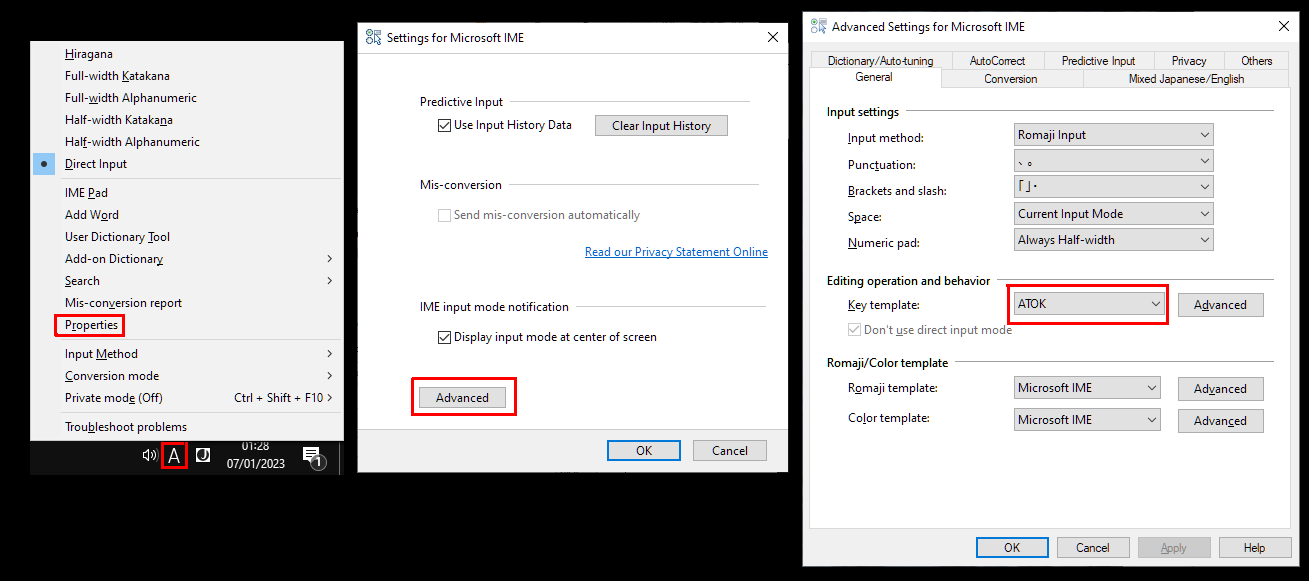 Hiragana
Full-width Katakana
Full-width Alphanumeric
Half-width Katakana
Half-width Alphanumeric
Direct Input
IME Pad
Add Word
User Dictionary Tool
Add-on Dictionary
Search
Mis-conversion report
Properties
Input Method
Conversion mode
Private mode (Off) Ctrl + Shift + F10
Troubleshoot problems
A J 01:28
07/01/2023 1
Settings for Microsoft IME
Predictive Input
Use Input History Data Clear Input History
Mis-conversion
Send mis-conversion automatically
Read our Privacy Statement Online
IME input mode notification
Display input mode at center of screen
Advanced
OK Cancel
Advanced Settings for Microsoft IME
Dictionary/Auto-tuning AutoCorrect Predictive Input Privacy Others
General Conversion Mixed Japanese/English
Input settings
Input method: Romaji Input
Punctuation: 、。
Brackets and slash: 「」・
Space: Current Input Mode
Numeric pad: Always Half-width
Editing operation and behavior
Key template: ATOK Advanced
Don't use direct input mode
Romaji/Color template
Romaji template: Microsoft IME Advanced
Color template: Microsoft IME Advanced
OK Cancel Apply Help